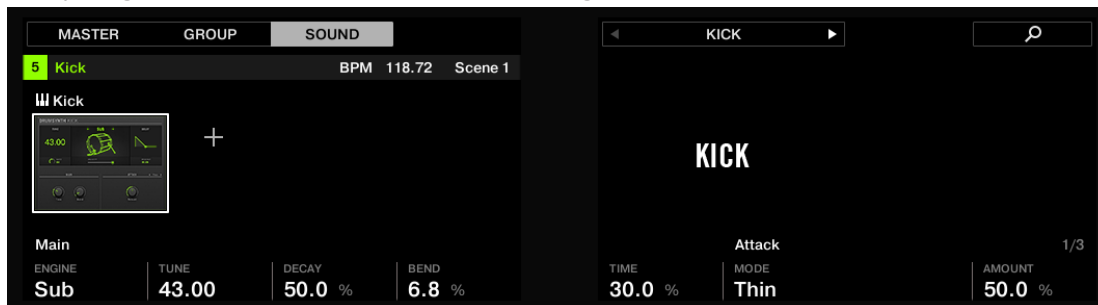 MASTER GROUP SOUND
5 Kick BPM 118.72 Scene 1
Kick
43.00
Main
ENGINE TUNE DECAY BEND
Sub 43.00 50.0 % 6.8 %
KICK
KICK
Attack 1/3
TIME MODE AMOUNT
30.0 % Thin 50.0 %